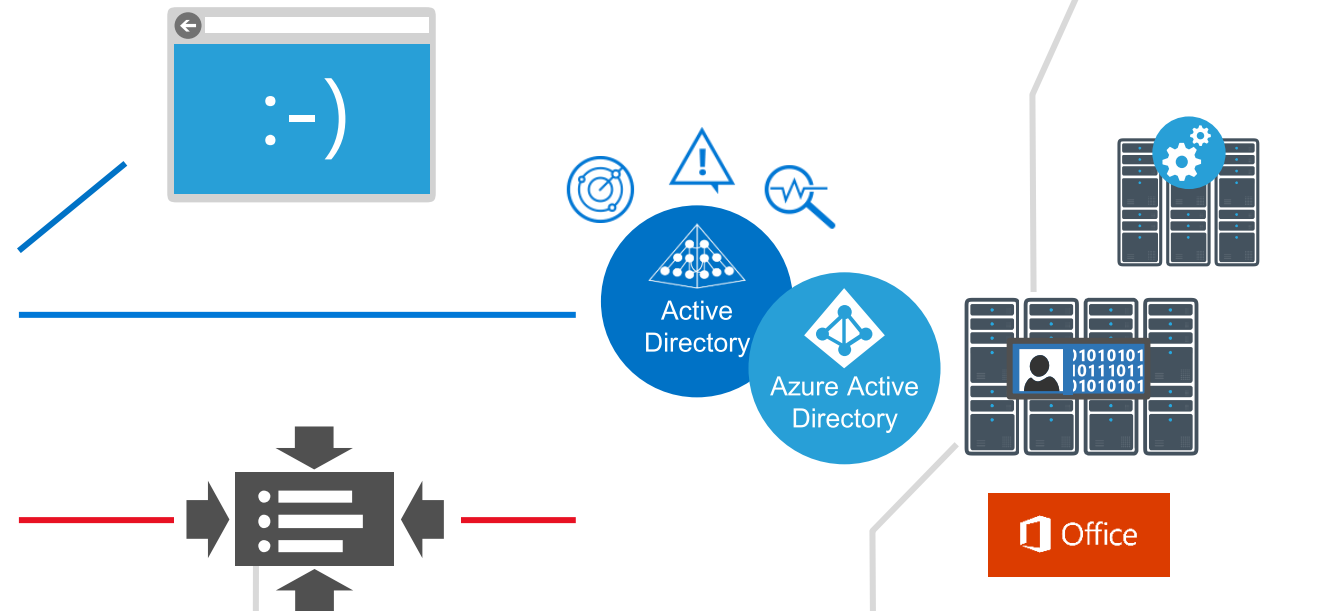 :-)
Active
Directory
Azure Active
Directory
01010101
10111011
01010101
Office